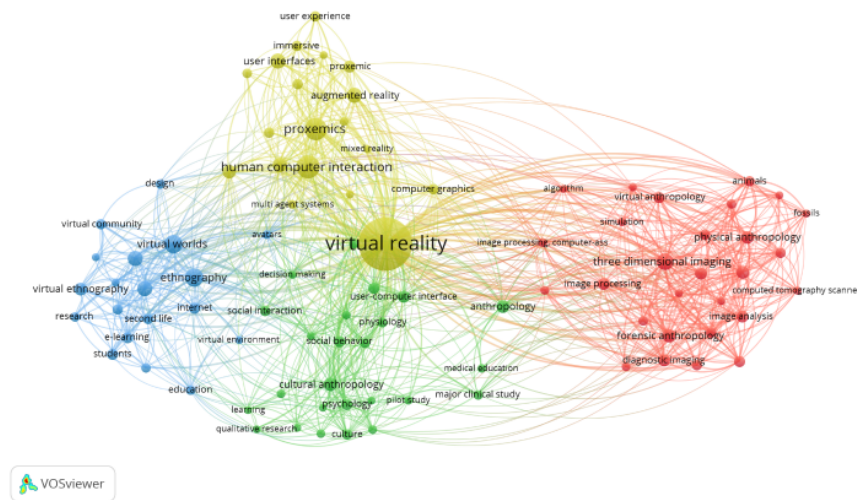 user experience
immersive
user interfaces
proxemic
augmented reality
proxemics
mixed reality
human computer interaction
design
computer graphics
algorithm
animals
virtual anthropology
multi agent systems
fossils
virtual community
simulation
avatars
virtual worlds
virtual reality
image processing, computer-ass
physical anthropology
three dimensional imaging
decision making
ethnography
virtual ethnography
user-computer interface
image processing
computed tomography scanne
internet
social interaction
anthropology
research
second life
physiology
image analysis
e-learning
virtual environment
social behavior
forensic anthropology
students
diagnostic imaging
medical education
education
cultural anthropology
major clinical study
learning
psychology
pilot study
qualitative research
culture
VOSviewer